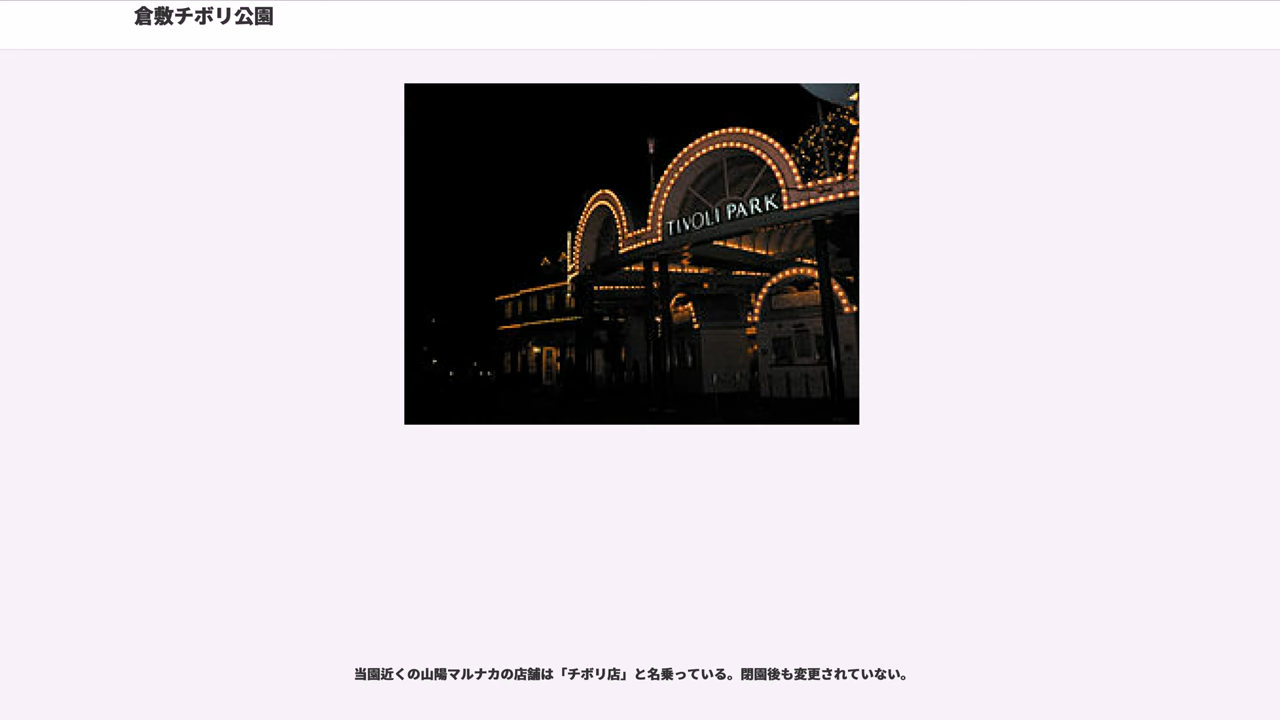 倉敷チボリ公園
TIVOLI PARK
当園近くの山陽マルナカの店舗は「チボリ店」と名乗っている。閉園後も変更されていない。